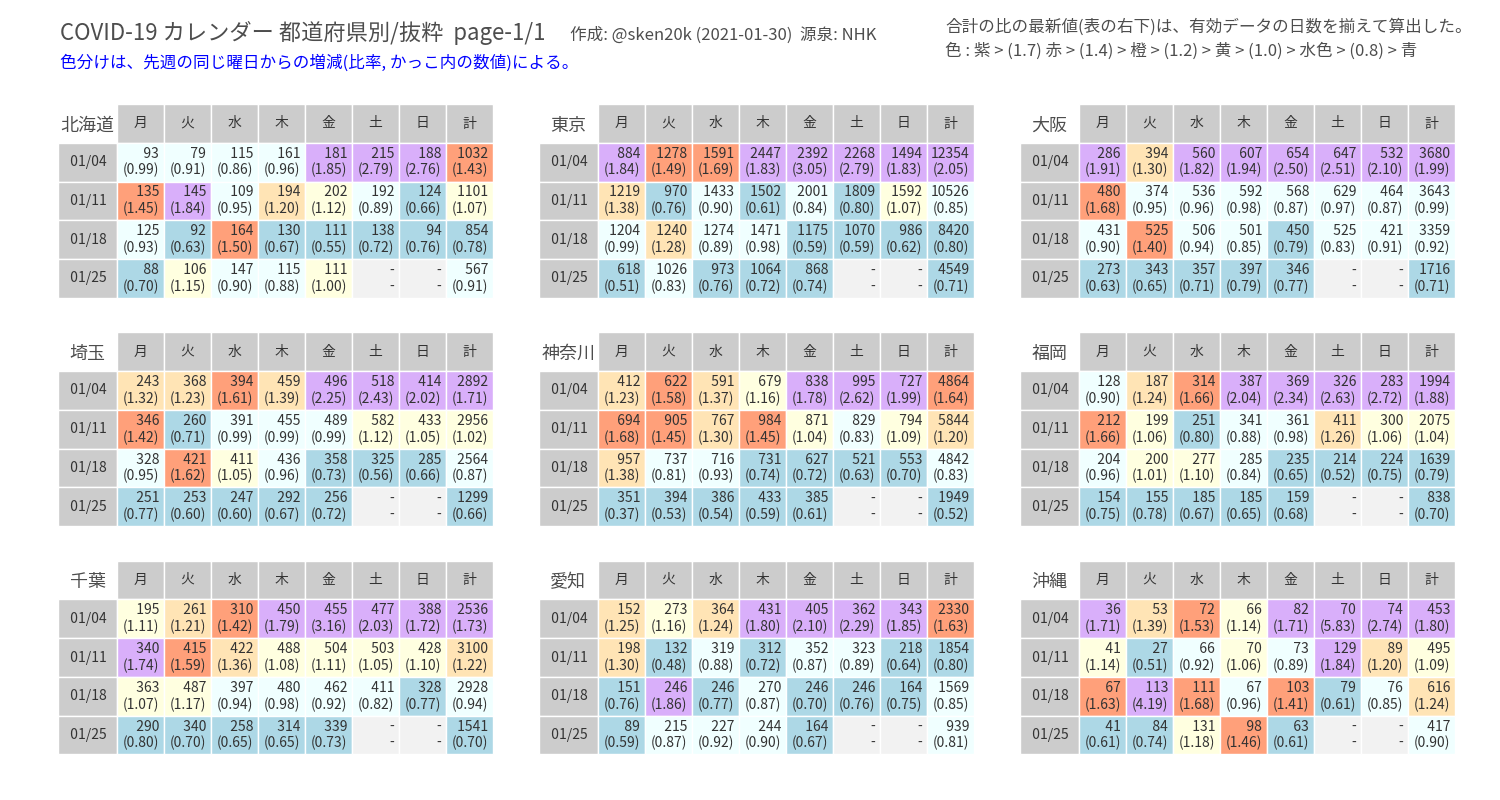 COVID-19 カレンダー 都道府県別/抜粋 page-1/1 作成: @sken20k (2021-01-30) 源泉: NHK
色分けは、先週の同じ曜日からの増減(比率, かっこ内の数値)による。
合計の比の最新値(表の右下)は、有効データの日数を揃えて算出した。
色 : 紫 > (1.7) 赤 > (1.4) > 橙 > (1.2) > 黄 > (1.0) > 水色 > (0.8) > 青
北海道 月 火 水 木 金 土 日 計
01/04 93 79 115 161 181 215 188 1032
(0.99) (0.91) (0.86) (0.96) (1.85) (2.79) (2.76) (1.43)
01/11 135 145 109 194 202 192 124 1101
(1.45) (1.84) (0.95) (1.20) (1.12) (0.89) (0.66) (1.07)
01/18 125 92 164 130 111 138 94 854
(0.93) (0.63) (1.50) (0.67) (0.55) (0.72) (0.76) (0.78)
01/25 88 106 147 115 111 - - 567
(0.70) (1.15) (0.90) (0.88) (1.00) - - (0.91)
東京 月 火 水 木 金 土 日 計
01/04 884 1278 1591 2447 2392 2268 1494 12354
(1.84) (1.49) (1.69) (1.83) (3.05) (2.79) (1.83) (2.05)
01/11 1219 970 1433 1502 2001 1809 1592 10526
(1.38) (0.76) (0.90) (0.61) (0.84) (0.80) (1.07) (0.85)
01/18 1204 1240 1274 1471 1175 1070 986 8420
(0.99) (1.28) (0.89) (0.98) (0.59) (0.59) (0.62) (0.80)
01/25 618 1026 973 1064 868 - - 4549
(0.51) (0.83) (0.76) (0.72) (0.74) - - (0.71)
大阪 月 火 水 木 金 土 日 計
01/04 286 394 560 607 654 647 532 3680
(1.91) (1.30) (1.82) (1.94) (2.50) (2.51) (2.10) (1.99)
01/11 480 374 536 592 568 629 464 3643
(1.68) (0.95) (0.96) (0.98) (0.87) (0.97) (0.87) (0.99)
01/18 431 525 506 501 450 525 421 3359
(0.90) (1.40) (0.94) (0.85) (0.79) (0.83) (0.91) (0.92)
01/25 273 343 357 397 346 - - 1716
(0.63) (0.65) (0.71) (0.79) (0.77) - - (0.71)
埼玉 月 火 水 木 金 土 日 計
01/04 243 368 394 459 496 518 414 2892
(1.32) (1.23) (1.61) (1.39) (2.25) (2.43) (2.02) (1.71)
01/11 346 260 391 455 489 582 433 2956
(1.42) (0.71) (0.99) (0.99) (0.99) (1.12) (1.05) (1.02)
01/18 328 421 411 436 358 325 285 2564
(0.95) (1.62) (1.05) (0.96) (0.73) (0.56) (0.66) (0.87)
01/25 251 253 247 292 256 - - 1299
(0.77) (0.60) (0.60) (0.67) (0.72) - - (0.66)
神奈川 月 火 水 木 金 土 日 計
01/04 412 622 591 679 838 995 727 4864
(1.23) (1.58) (1.37) (1.16) (1.78) (2.62) (1.99) (1.64)
01/11 694 905 767 984 871 829 794 5844
(1.68) (1.45) (1.30) (1.45) (1.04) (0.83) (1.09) (1.20)
01/18 957 737 716 731 627 521 553 4842
(1.38) (0.81) (0.93) (0.74) (0.72) (0.63) (0.70) (0.83)
01/25 351 394 386 433 385 - - 1949
(0.37) (0.53) (0.54) (0.59) (0.61) - - (0.52)
福岡 月 火 水 木 金 土 日 計
01/04 128 187 314 387 369 326 283 1994
(0.90) (1.24) (1.66) (2.04) (2.34) (2.63) (2.72) (1.88)
01/11 212 199 251 341 361 411 300 2075
(1.66) (1.06) (0.80) (0.88) (0.98) (1.26) (1.06) (1.04)
01/18 204 200 277 285 235 214 224 1639
(0.96) (1.01) (1.10) (0.84) (0.65) (0.52) (0.75) (0.79)
01/25 154 155 185 185 159 - - 838
(0.75) (0.78) (0.67) (0.65) (0.68) - - (0.70)
千葉 月 火 水 木 金 土 日 計
01/04 195 261 310 450 455 477 388 2536
(1.11) (1.21) (1.42) (1.79) (3.16) (2.03) (1.72) (1.73)
01/11 340 415 422 488 504 503 428 3100
(1.74) (1.59) (1.36) (1.08) (1.11) (1.05) (1.10) (1.22)
01/18 363 487 397 480 462 411 328 2928
(1.07) (1.17) (0.94) (0.98) (0.92) (0.82) (0.77) (0.94)
01/25 290 340 258 314 339 - - 1541
(0.80) (0.70) (0.65) (0.65) (0.73) - - (0.70)
愛知 月 火 水 木 金 土 日 計
01/04 152 273 364 431 405 362 343 2330
(1.25) (1.16) (1.24) (1.80) (2.10) (2.29) (1.85) (1.63)
01/11 198 132 319 312 352 323 218 1854
(1.30) (0.48) (0.88) (0.72) (0.87) (0.89) (0.64) (0.80)
01/18 151 246 246 270 246 246 164 1569
(0.76) (1.86) (0.77) (0.87) (0.70) (0.76) (0.75) (0.85)
01/25 89 215 227 244 164 - - 939
(0.59) (0.87) (0.92) (0.90) (0.67) - - (0.81)
沖縄 月 火 水 木 金 土 日 計
01/04 36 53 72 66 82 70 74 453
(1.71) (1.39) (1.53) (1.14) (1.71) (5.83) (2.74) (1.80)
01/11 41 27 66 70 73 129 89 495
(1.14) (0.51) (0.92) (1.06) (0.89) (1.84) (1.20) (1.09)
01/18 67 113 111 67 103 79 76 616
(1.63) (4.19) (1.68) (0.96) (1.41) (0.61) (0.85) (1.24)
01/25 41 84 131 98 63 - - 417
(0.61) (0.74) (1.18) (1.46) (0.61) - - (0.90)